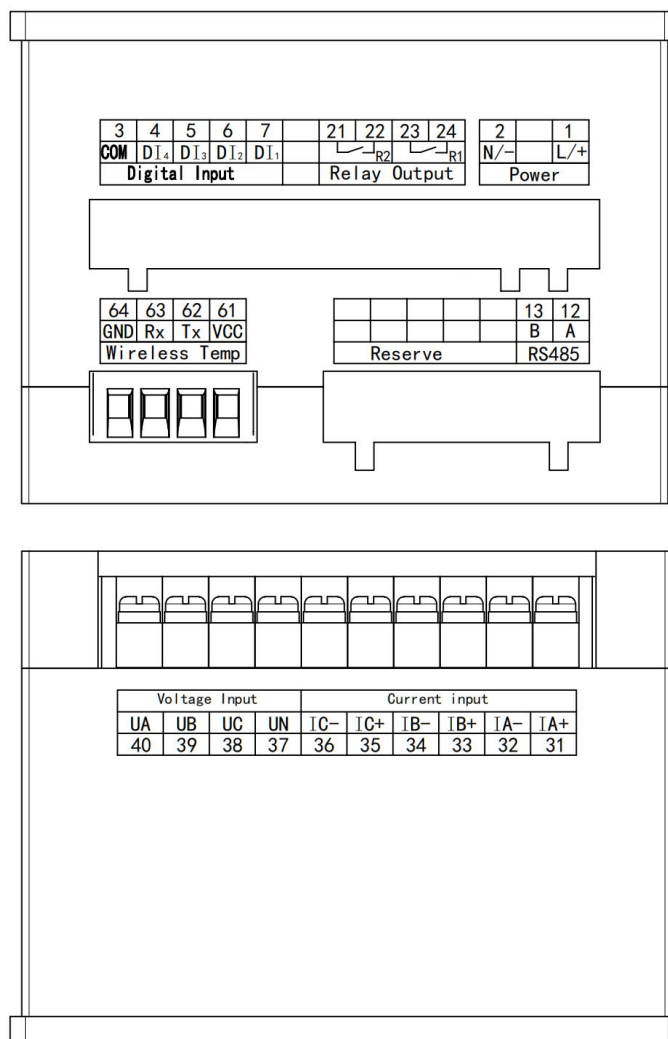 3 4 5 6 7 21 22 23 24 2 1
COM DI₄ DI₃ DI₂ DI₁ R2 R1 N/- L/+
Digital Input Relay Output Power
64 63 62 61 13 12
GND Rx Tx VCC B A
Wireless Temp Reserve RS485
Voltage Input Current input
UA UB UC UN IC- IC+ IB- IB+ IA- IA+
40 39 38 37 36 35 34 33 32 31